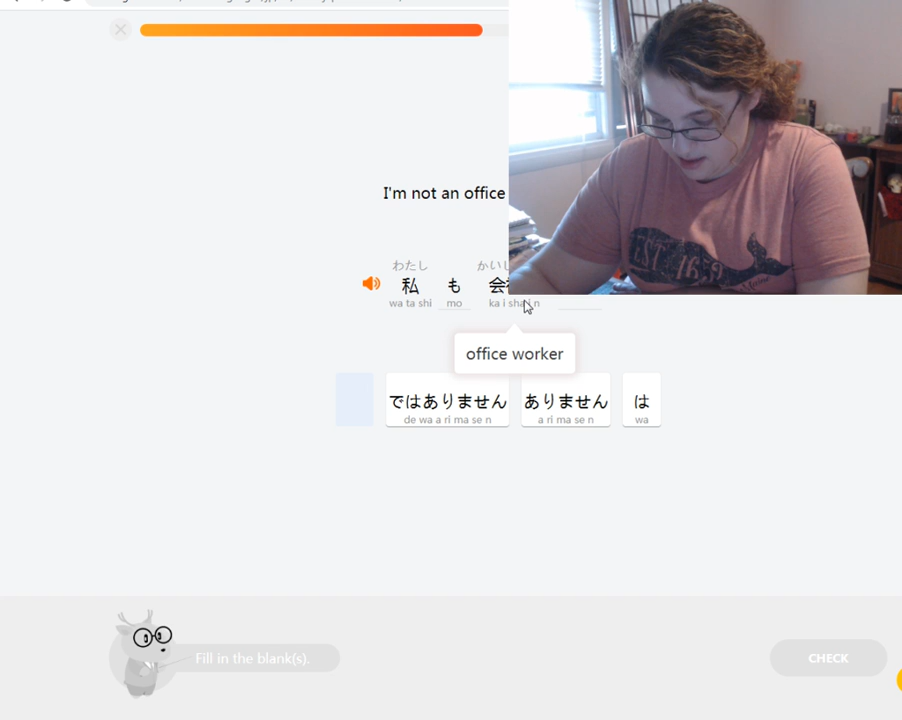 I'm not an office
わたし かいし
私 も 会
wa ta shi mo ka i sha i n
office worker
ではありません ありません は
de wa a ri ma se n a ri ma se n wa
Fill in the blank(s).
CHECK